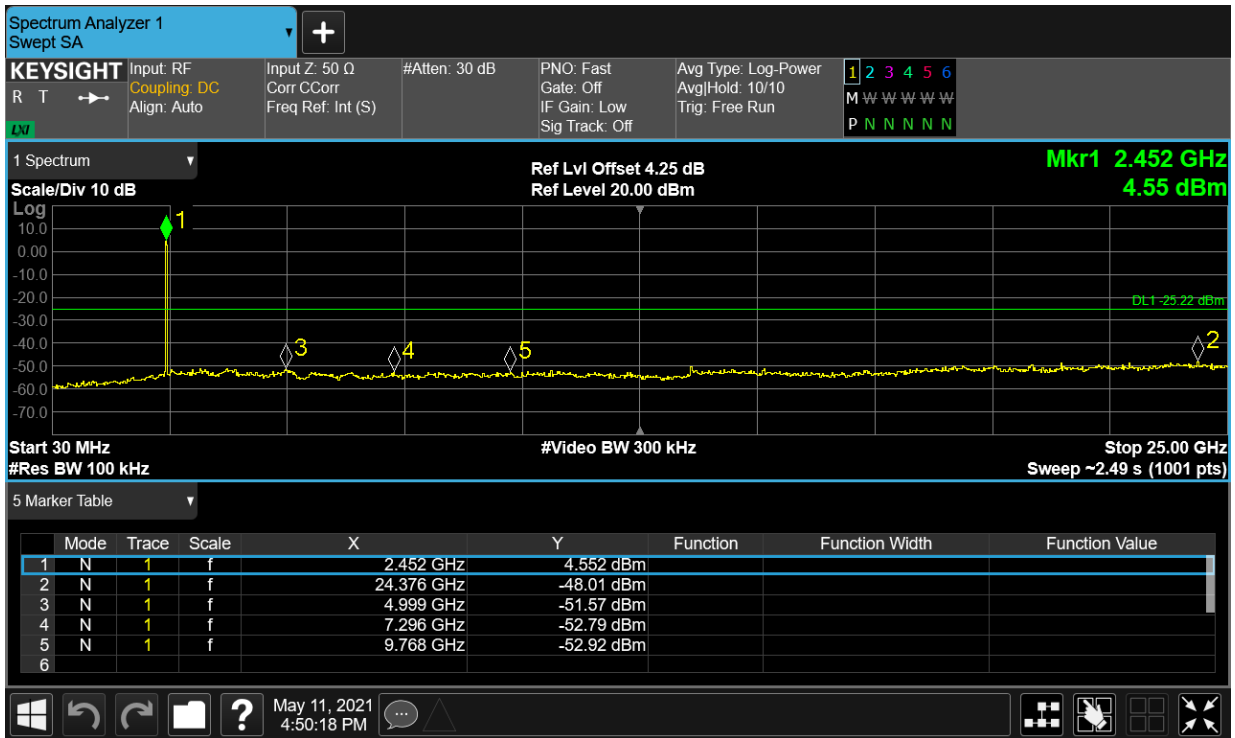 Spectrum Analyzer 1
Swept SA
KEYSIGHT
R T
LXI
Input: RF
Coupling: DC
Align: Auto
Input Z: 50 Ω
Corr CCorr
Freq Ref: Int (S)
#Atten: 30 dB
PNO: Fast
Gate: Off
IF Gain: Low
Sig Track: Off
Avg Type: Log-Power
Avg|Hold: 10/10
Trig: Free Run
1 2 3 4 5 6
M W W W W W
P N N N N N
1 Spectrum
Scale/Div 10 dB
Ref Lvl Offset 4.25 dB
Ref Level 20.00 dBm
Mkr1 2.452 GHz
4.55 dBm
Log
10.0
0.00
-10.0
-20.0
-30.0
-40.0
-50.0
-60.0
-70.0
1
3
4
5
2
DL1 -25.22 dBm
Start 30 MHz
#Video BW 300 kHz
Stop 25.00 GHz
#Res BW 100 kHz
Sweep ~2.49 s (1001 pts)
5 Marker Table
Mode Trace Scale X Y Function Function Width Function Value
1 N 1 f 2.452 GHz 4.552 dBm
2 N 1 f 24.376 GHz -48.01 dBm
3 N 1 f 4.999 GHz -51.57 dBm
4 N 1 f 7.296 GHz -52.79 dBm
5 N 1 f 9.768 GHz -52.92 dBm
6
?
May 11, 2021
4:50:18 PM